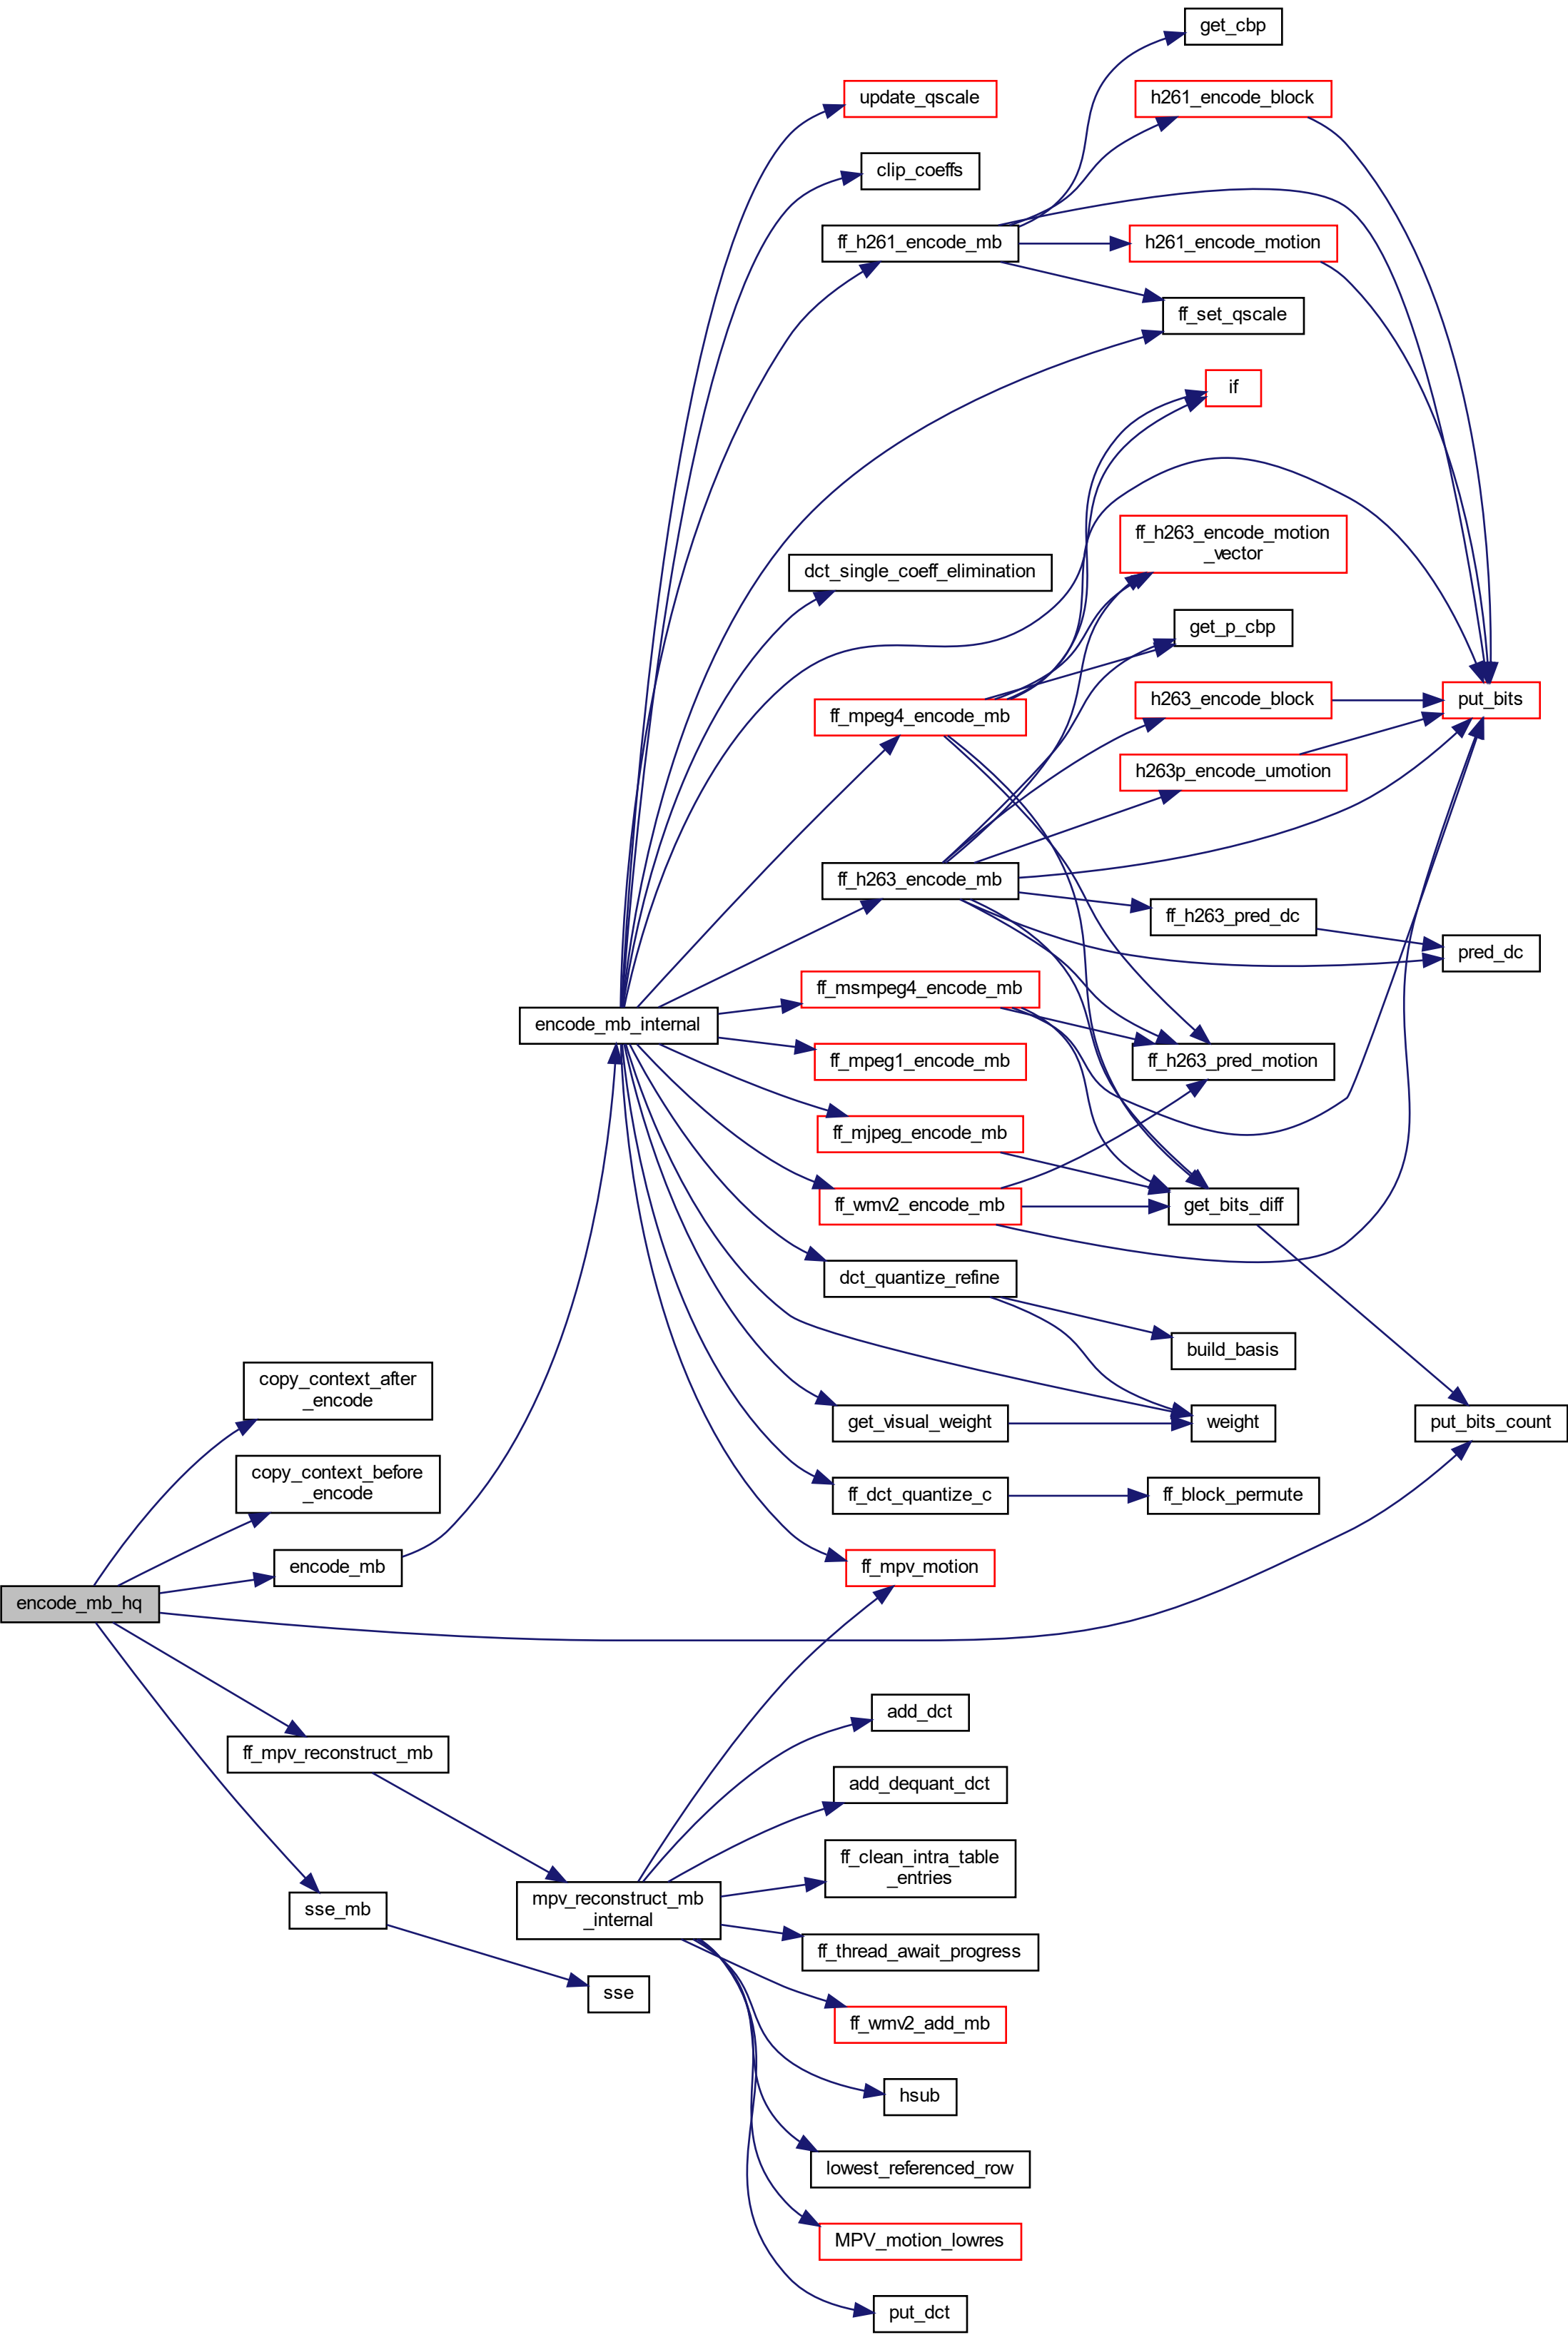 get_cbp
update_qscale
h261_encode_block
clip_coeffs
ff_h261_encode_mb
h261_encode_motion
ff_set_qscale
if
ff_h263_encode_motion
_vector
dct_single_coeff_elimination
get_p_cbp
ff_mpeg4_encode_mb
h263_encode_block
put_bits
h263p_encode_umotion
ff_h263_encode_mb
ff_h263_pred_dc
pred_dc
ff_msmpeg4_encode_mb
encode_mb_internal
ff_mpeg1_encode_mb
ff_h263_pred_motion
ff_mjpeg_encode_mb
ff_wmv2_encode_mb
get_bits_diff
dct_quantize_refine
build_basis
copy_context_after
_encode
get_visual_weight
weight
put_bits_count
copy_context_before
_encode
ff_dct_quantize_c
ff_block_permute
encode_mb
ff_mpv_motion
encode_mb_hq
add_dct
ff_mpv_reconstruct_mb
add_dequant_dct
ff_clean_intra_table
_entries
mpv_reconstruct_mb
_internal
sse_mb
ff_thread_await_progress
sse
ff_wmv2_add_mb
hsub
lowest_referenced_row
MPV_motion_lowres
put_dct